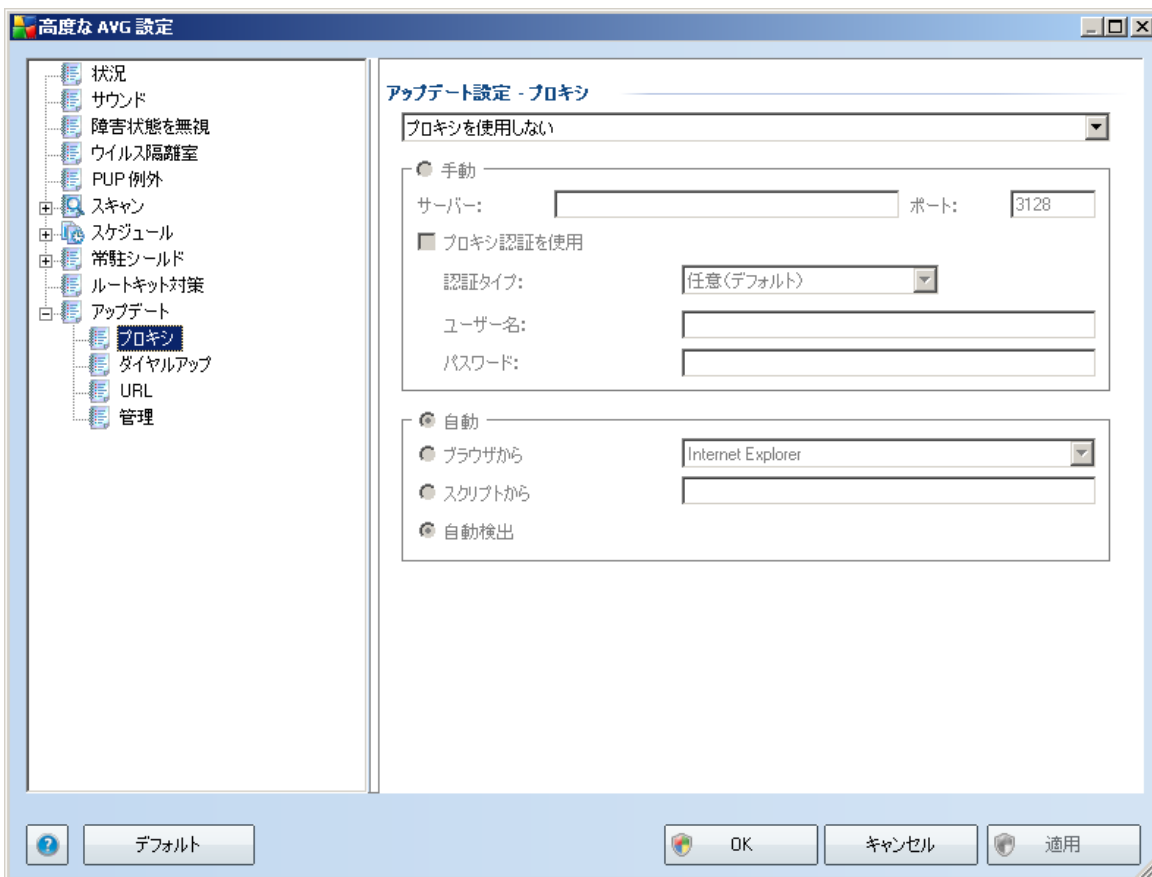 高度な AVG 設定
状況
サウンド
障害状態を無視
ウイルス隔離室
PUP 例外
スキャン
スケジュール
常駐シールド
ルートキット対策
アップデート
プロキシ
ダイヤルアップ
URL
管理
アップデート設定 - プロキシ
プロキシを使用しない
手動
サーバー: ポート: 3128
プロキシ認証を使用
認証タイプ: 任意(デフォルト)
ユーザー名:
パスワード:
自動
ブラウザから Internet Explorer
スクリプトから
自動検出
? デフォルト OK キャンセル 適用